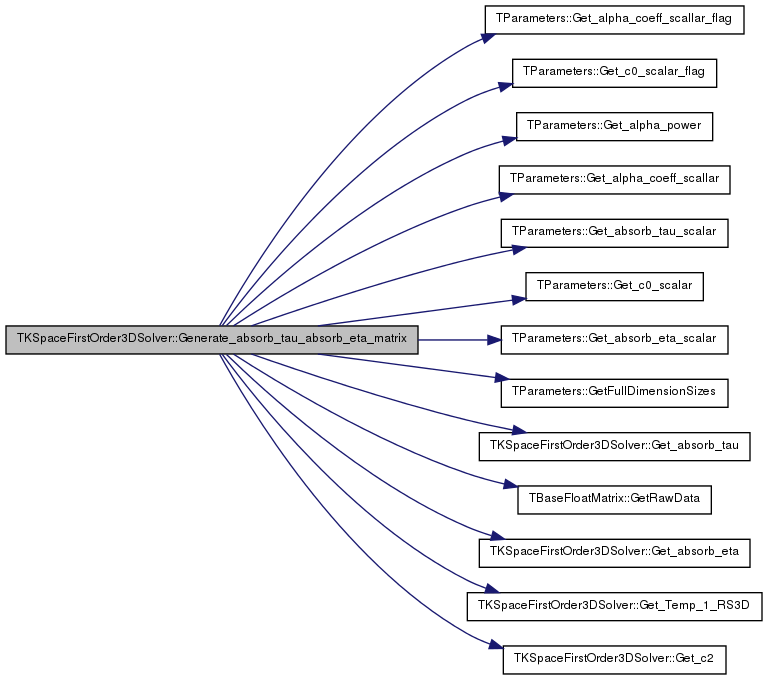 TParameters::Get_alpha_coeff_scallar_flag
TParameters::Get_c0_scalar_flag
TParameters::Get_alpha_power
TParameters::Get_alpha_coeff_scallar
TParameters::Get_absorb_tau_scalar
TParameters::Get_c0_scalar
TKSpaceFirstOrder3DSolver::Generate_absorb_tau_absorb_eta_matrix
TParameters::Get_absorb_eta_scalar
TParameters::GetFullDimensionSizes
TKSpaceFirstOrder3DSolver::Get_absorb_tau
TBaseFloatMatrix::GetRawData
TKSpaceFirstOrder3DSolver::Get_absorb_eta
TKSpaceFirstOrder3DSolver::Get_Temp_1_RS3D
TKSpaceFirstOrder3DSolver::Get_c2